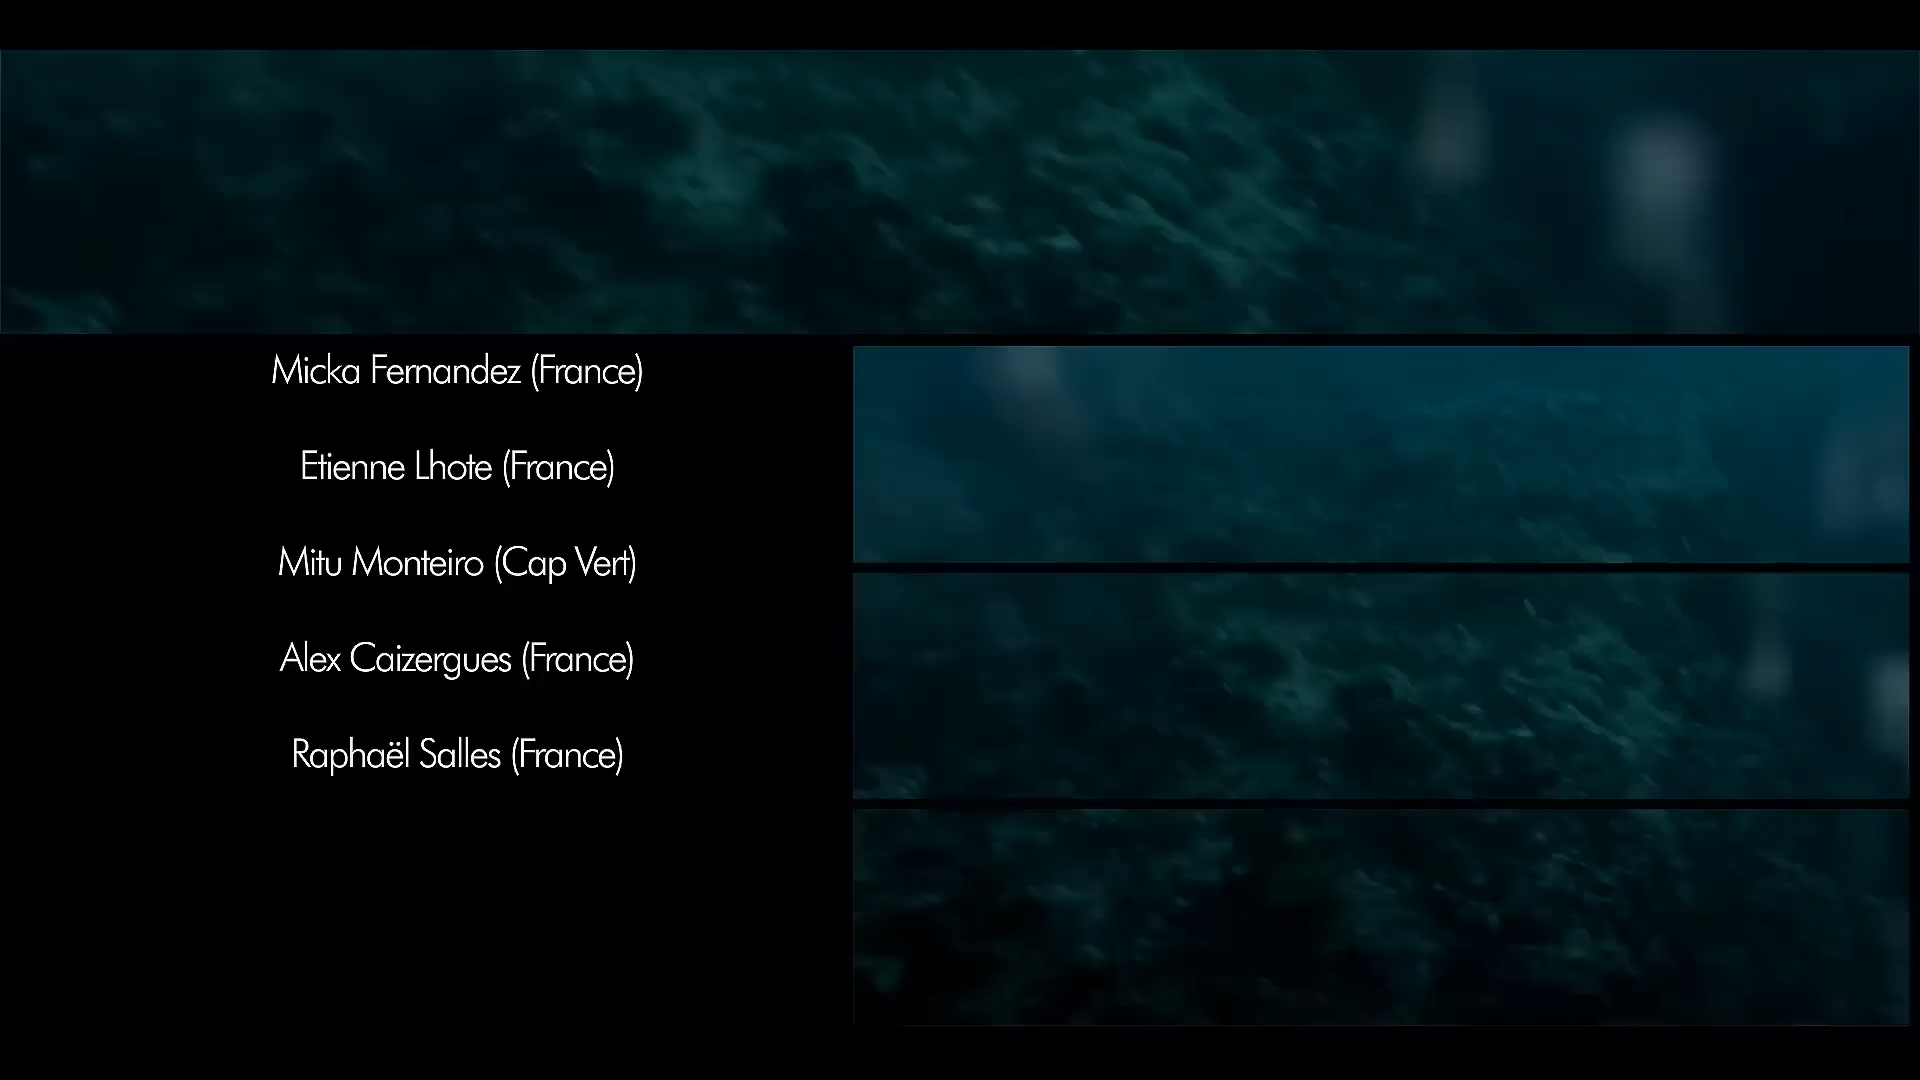 Micka Fernandez (France)
Etienne Lhote (France)
Mitu Monteiro (Cap Vert)
Alex Caizergues (France)
Raphaël Salles (France)